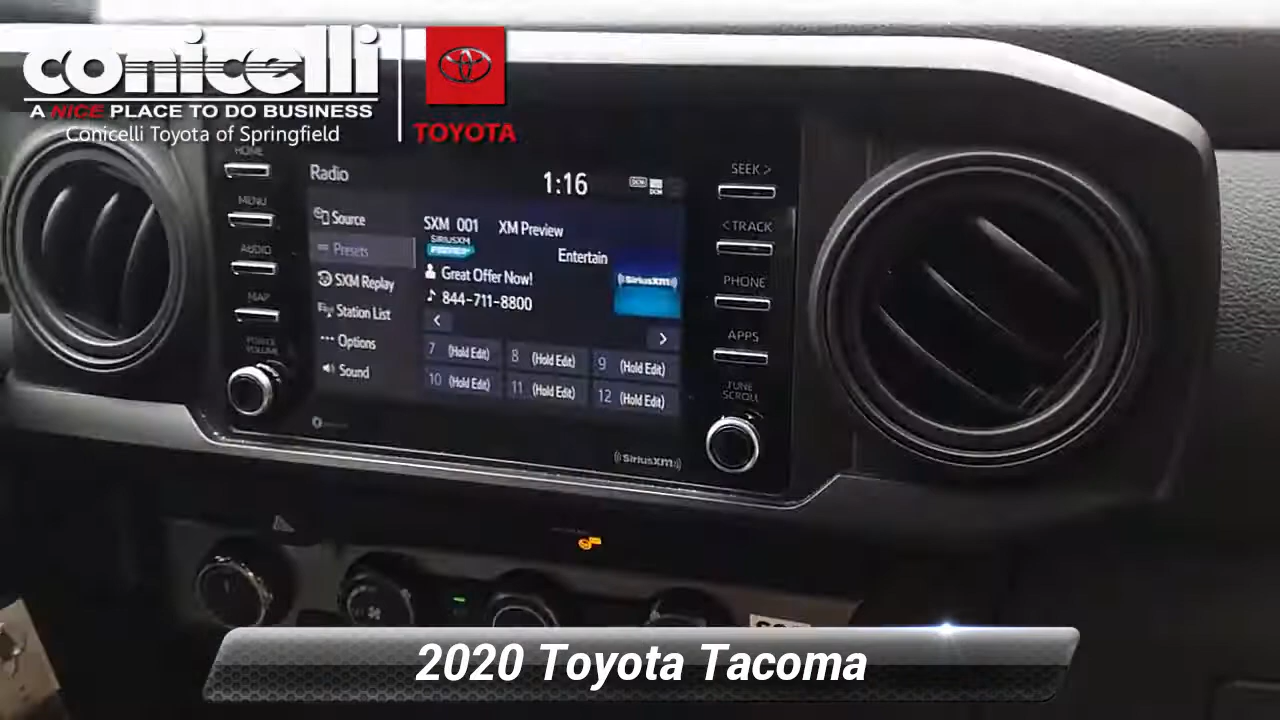 conicelli
A NICE PLACE TO DO BUSINESS
Conicelli Toyota of Springfield
TOYOTA
HOME
MENU
AUDIO
MAP
POWER
VOLUME
Radio
1:16
Source
Presets
SXM Replay
Station List
Options
Sound
SXM 001 XM Preview
SIRIUSXM
Entertain
((SiriusXM))
Great Offer Now!
844-711-8800
<
>
7 (Hold Edit) 8 (Hold Edit) 9 (Hold Edit)
10 (Hold Edit) 11 (Hold Edit) 12 (Hold Edit)
((SiriusXM))
SEEK >
< TRACK
PHONE
APPS
TUNE
SCROLL
2020 Toyota Tacoma